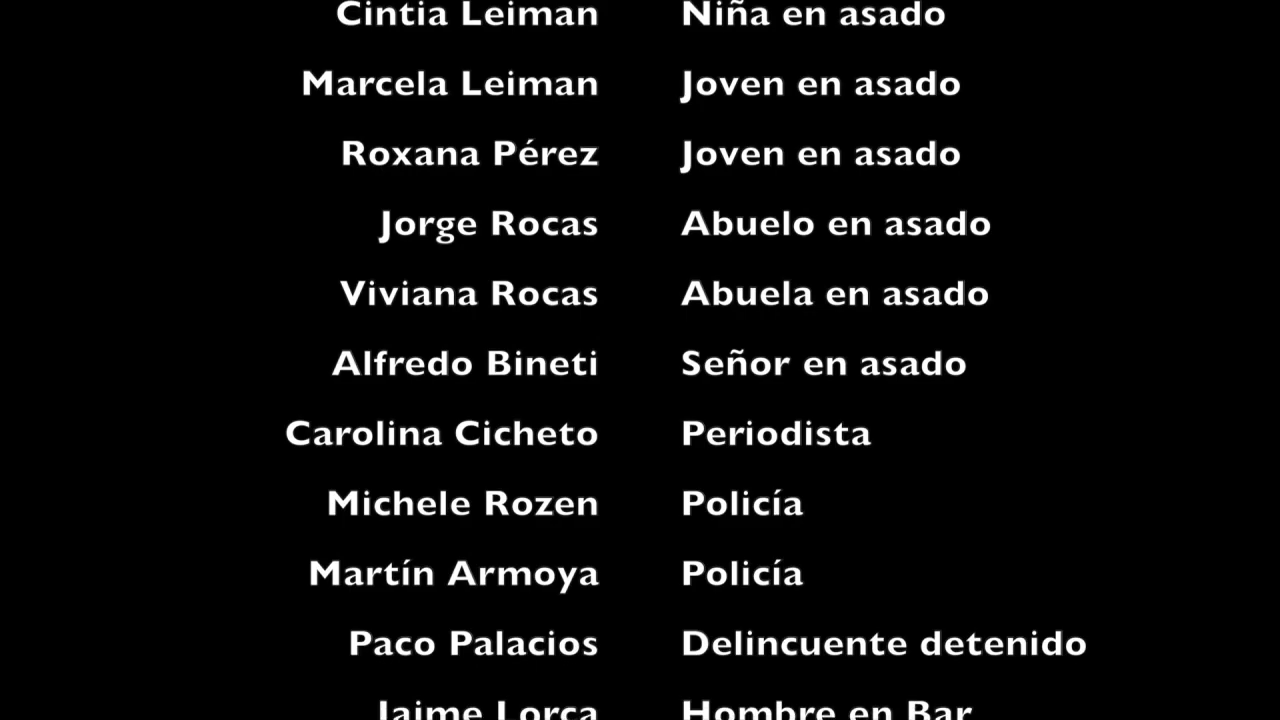 Cintia Leiman Niña en asado
Marcela Leiman Joven en asado
Roxana Pérez Joven en asado
Jorge Rocas Abuelo en asado
Viviana Rocas Abuela en asado
Alfredo Bineti Señor en asado
Carolina Cicheto Periodista
Michele Rozen Policía
Martín Armoya Policía
Paco Palacios Delincuente detenido
Jaime Lorca Hombre en Bar